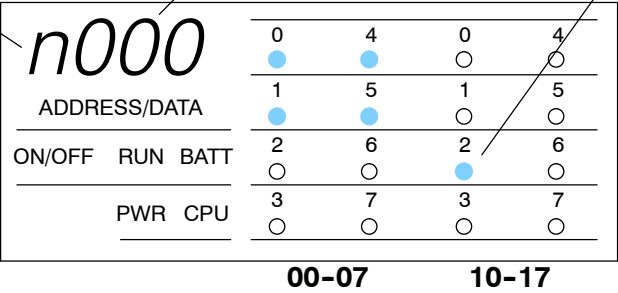 n000
ADDRESS/DATA
ON/OFF RUN BATT
PWR CPU
0 4 0 4
1 5 1 5
2 6 2 6
3 7 3 7
00-07 10-17